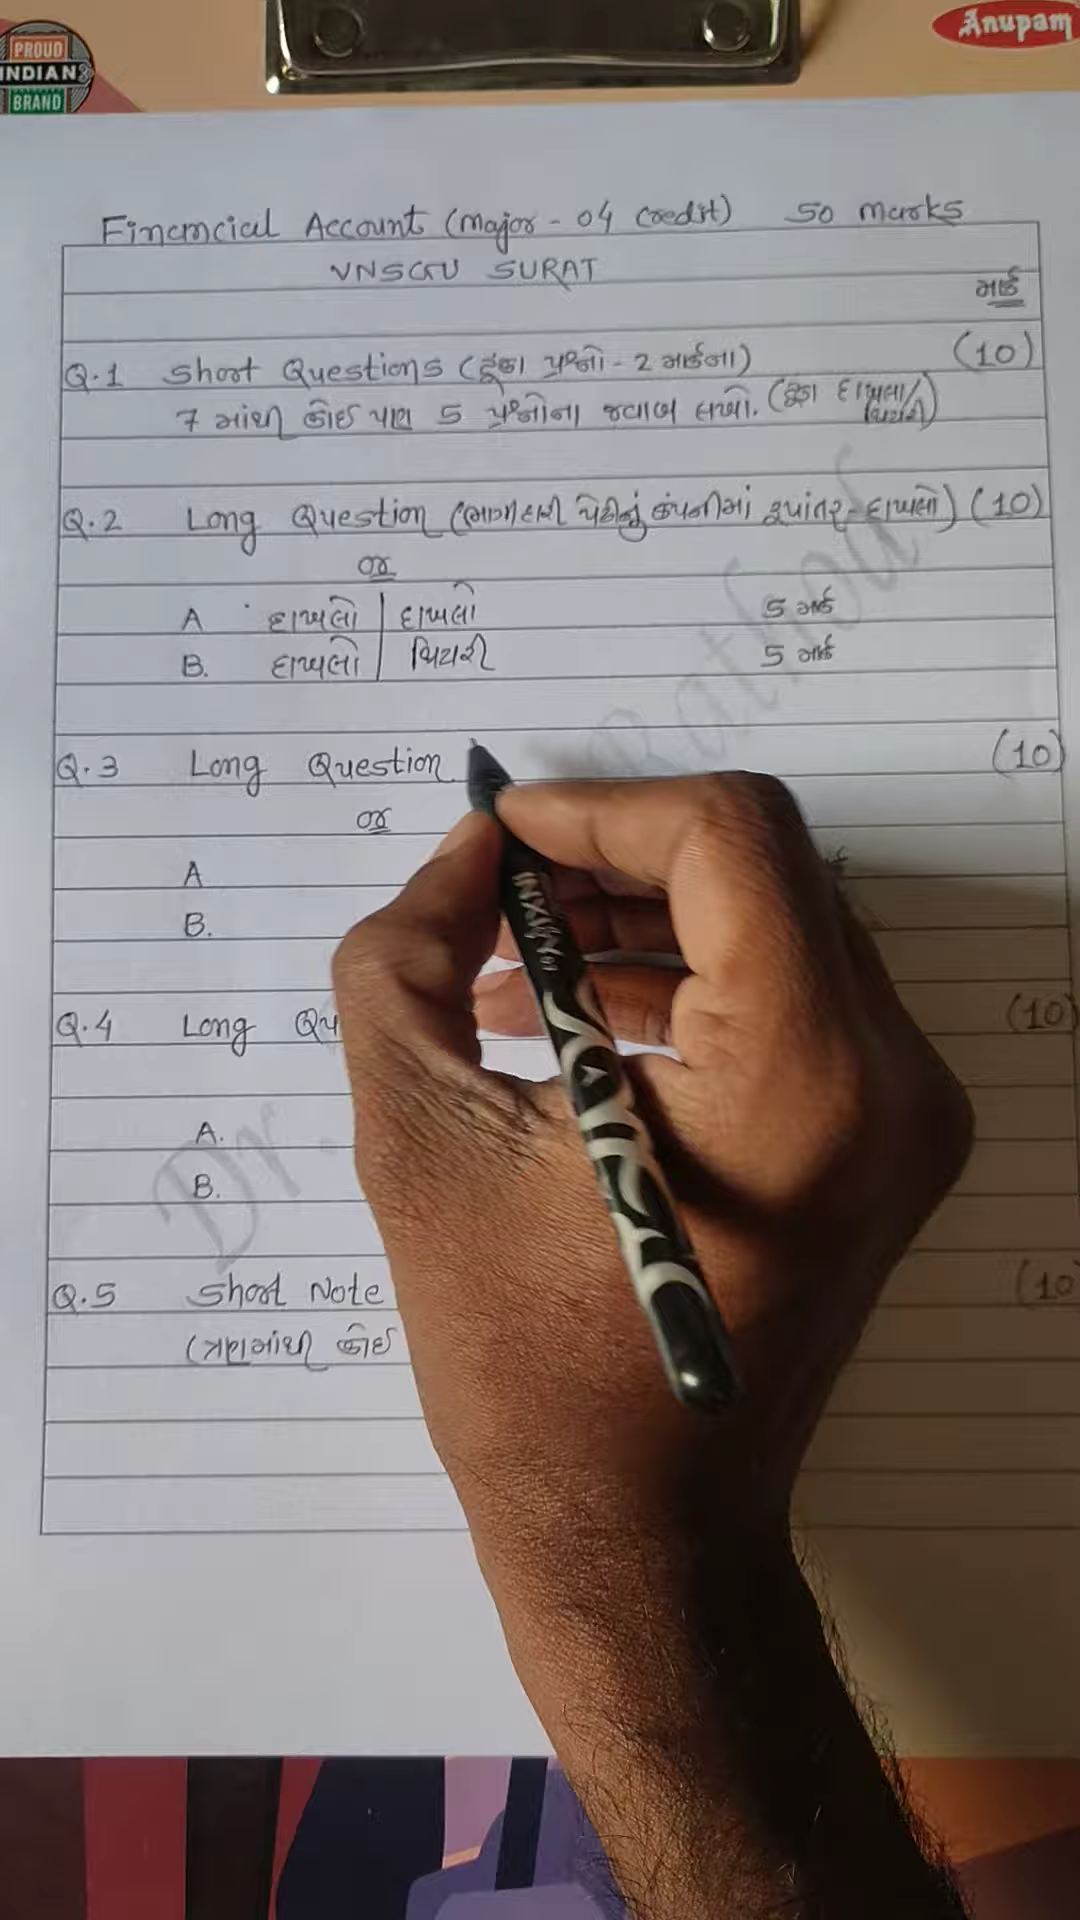 PROUD
INDIAN
BRAND
Anupam
Financial Account (Major - 04 Credit) 50 marks
VNSGU SURAT
માર્ક
Q.1 Short Questions (ટૂંકા પ્રશ્નો - 2 માર્કના) (10)
7 માંથી કોઈ પણ 5 પ્રશ્નોના જવાબ લખો. (ટૂંકા દાખલા/થિયરી)
Q.2 Long Question (ભાગીદારી પેઢીનું કંપનીમાં રૂપાંતર - દાખલો) (10)
or
A દાખલો | દાખલો 5 માર્ક
B. દાખલો | થિયરી 5 માર્ક
Q.3 Long Question (10)
or
A
B.
Q.4 Long (10)
A.
B.
Q.5 Short Note (10
(ત્રણમાંથી કોઈ
Dr. Rathod